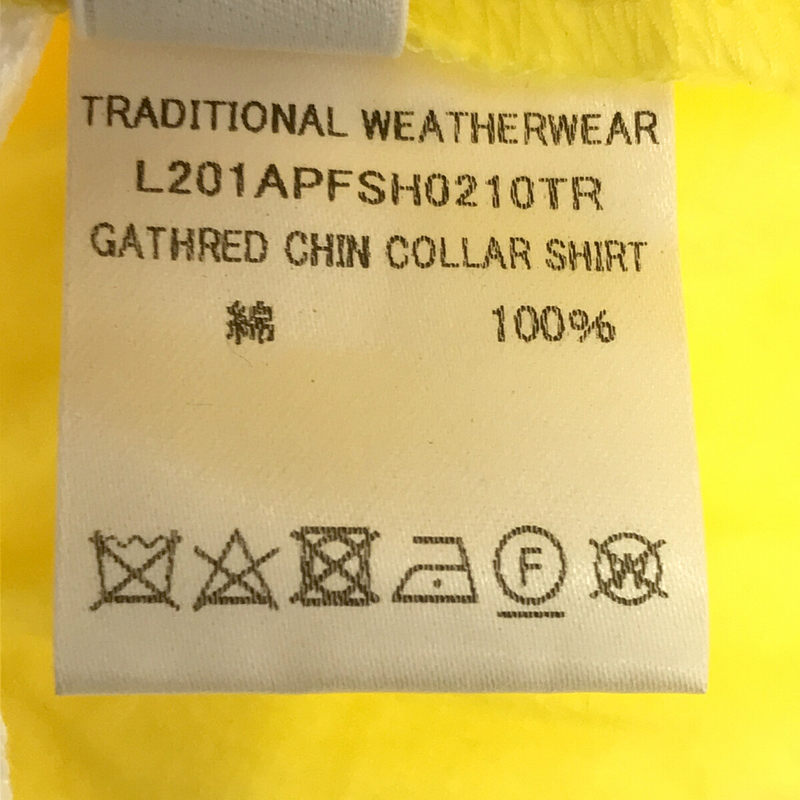 TRADITIONAL WEATHERWEAR
L201APFSH0210TR
GATHRED CHIN COLLAR SHIRT
綿 100%
F W